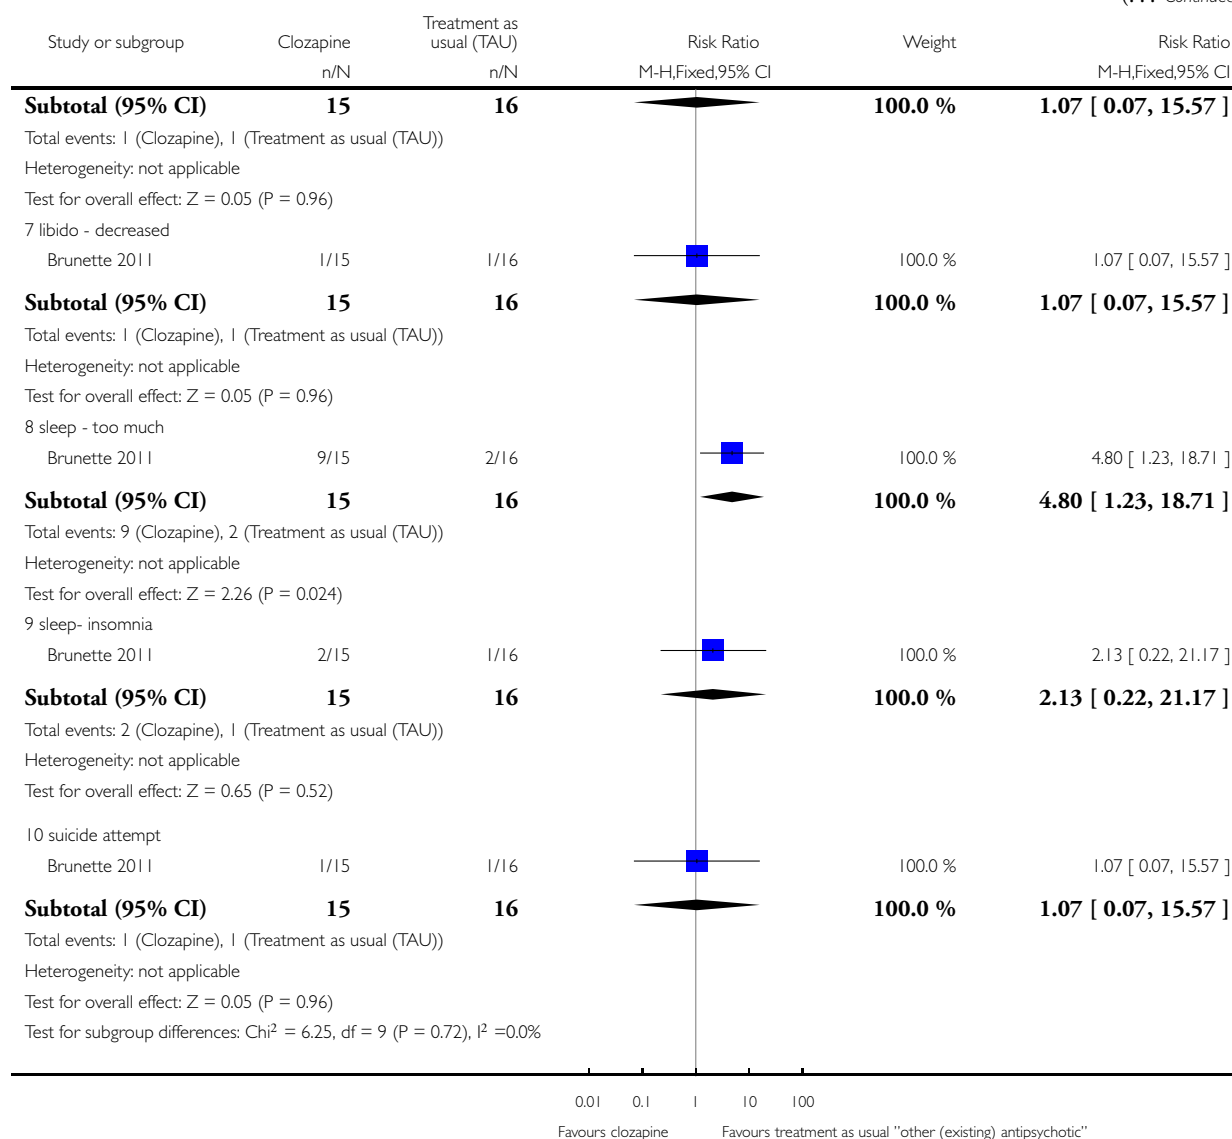 Study or subgroup Clozapine Treatment as usual (TAU) Risk Ratio Weight Risk Ratio
n/N n/N M-H,Fixed,95% CI M-H,Fixed,95% CI
Subtotal (95% CI) 15 16 100.0 % 1.07 [ 0.07, 15.57 ]
Total events: 1 (Clozapine), 1 (Treatment as usual (TAU))
Heterogeneity: not applicable
Test for overall effect: Z = 0.05 (P = 0.96)
7 libido - decreased
Brunette 2011 1/15 1/16 100.0 % 1.07 [ 0.07, 15.57 ]
Subtotal (95% CI) 15 16 100.0 % 1.07 [ 0.07, 15.57 ]
Total events: 1 (Clozapine), 1 (Treatment as usual (TAU))
Heterogeneity: not applicable
Test for overall effect: Z = 0.05 (P = 0.96)
8 sleep - too much
Brunette 2011 9/15 2/16 100.0 % 4.80 [ 1.23, 18.71 ]
Subtotal (95% CI) 15 16 100.0 % 4.80 [ 1.23, 18.71 ]
Total events: 9 (Clozapine), 2 (Treatment as usual (TAU))
Heterogeneity: not applicable
Test for overall effect: Z = 2.26 (P = 0.024)
9 sleep- insomnia
Brunette 2011 2/15 1/16 100.0 % 2.13 [ 0.22, 21.17 ]
Subtotal (95% CI) 15 16 100.0 % 2.13 [ 0.22, 21.17 ]
Total events: 2 (Clozapine), 1 (Treatment as usual (TAU))
Heterogeneity: not applicable
Test for overall effect: Z = 0.65 (P = 0.52)
10 suicide attempt
Brunette 2011 1/15 1/16 100.0 % 1.07 [ 0.07, 15.57 ]
Subtotal (95% CI) 15 16 100.0 % 1.07 [ 0.07, 15.57 ]
Total events: 1 (Clozapine), 1 (Treatment as usual (TAU))
Heterogeneity: not applicable
Test for overall effect: Z = 0.05 (P = 0.96)
Test for subgroup differences: Chi² = 6.25, df = 9 (P = 0.72), I² =0.0%
0.01 0.1 1 10 100
Favours clozapine Favours treatment as usual "other (existing) antipsychotic"